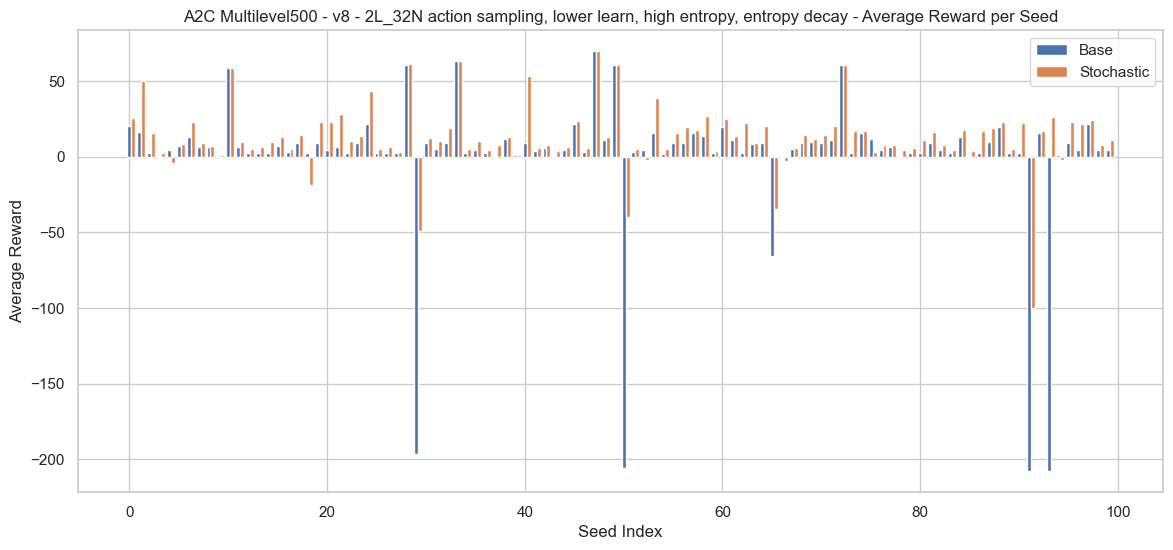 A2C Multilevel500 - v8 - 2L_32N action sampling, lower learn, high entropy, entropy decay - Average Reward per Seed
Base
Stochastic
50
0
−50
−100
−150
−200
Average Reward
0 20 40 60 80 100
Seed Index